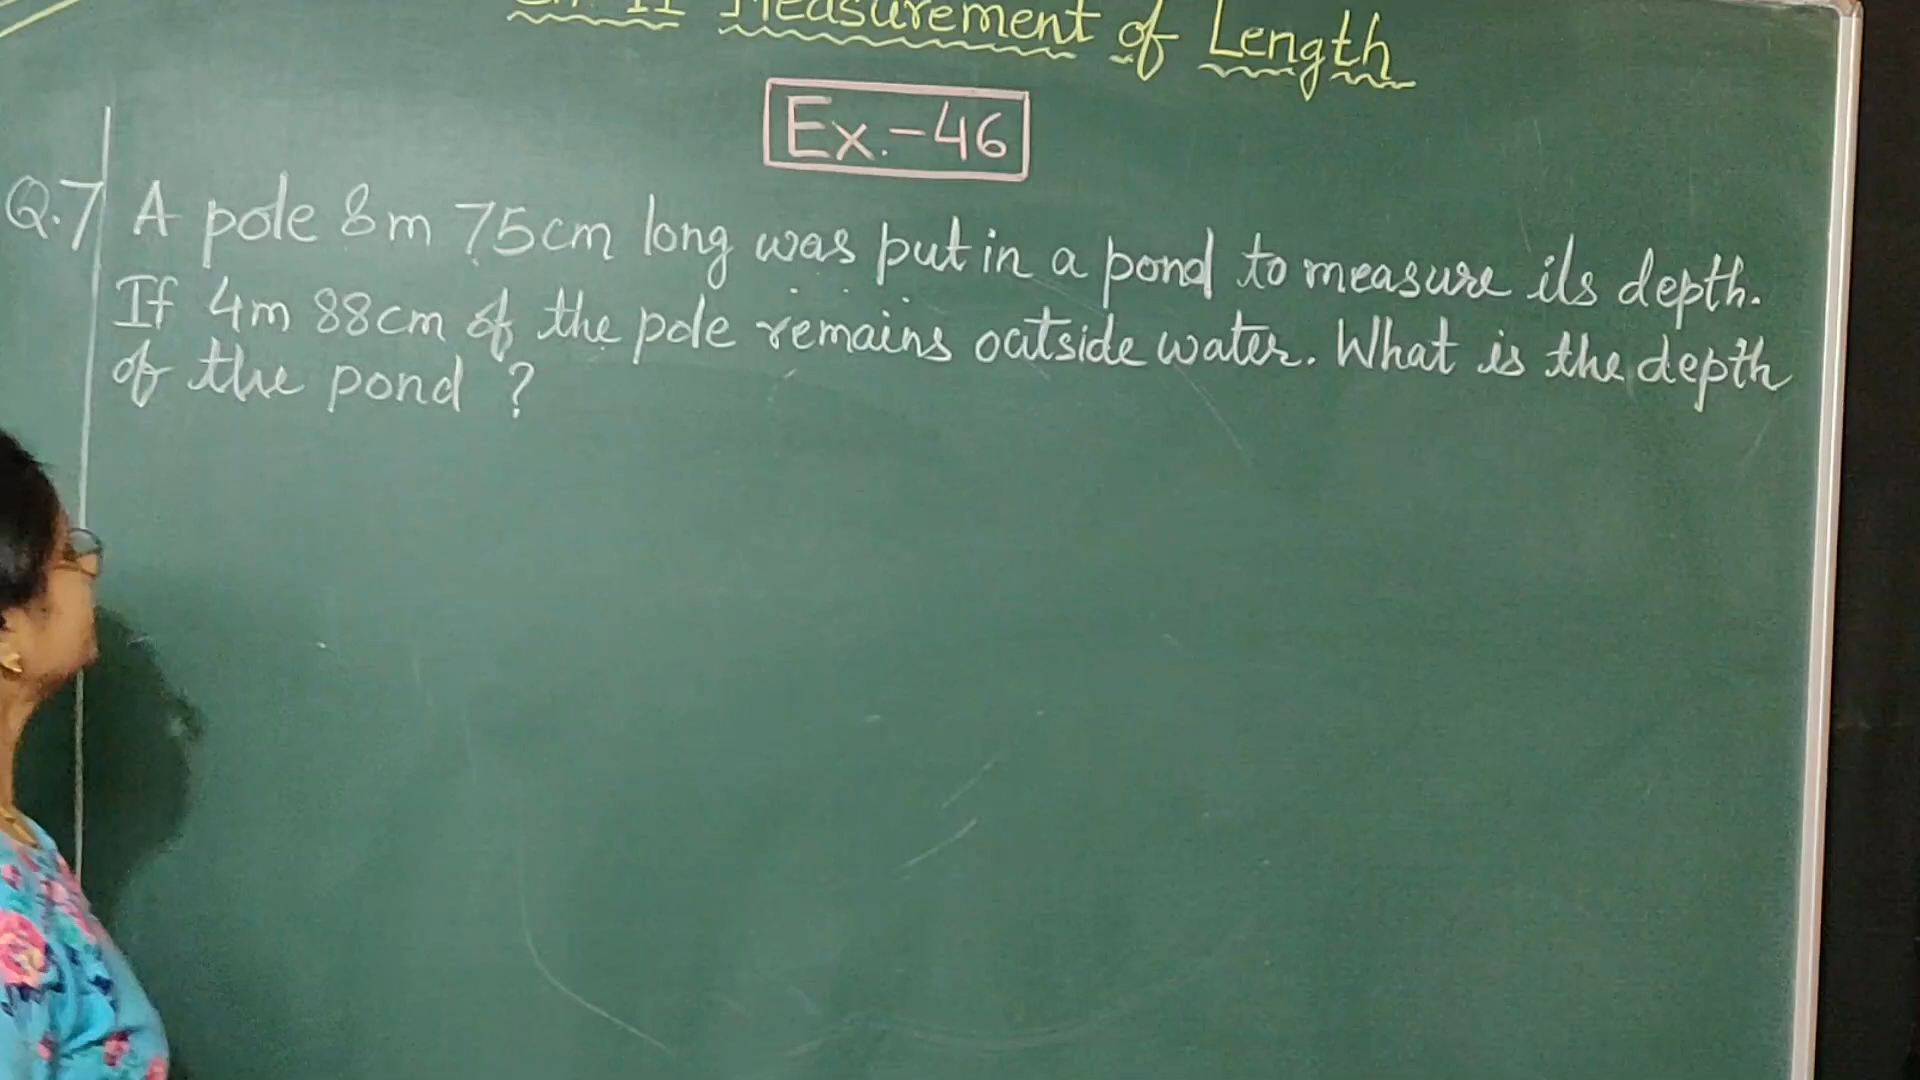 Measurement of Length
Ex.-46
Q.7 A pole 8m 75cm long was put in a pond to measure its depth.
If 4m 88cm of the pole remains outside water. What is the depth
of the pond ?